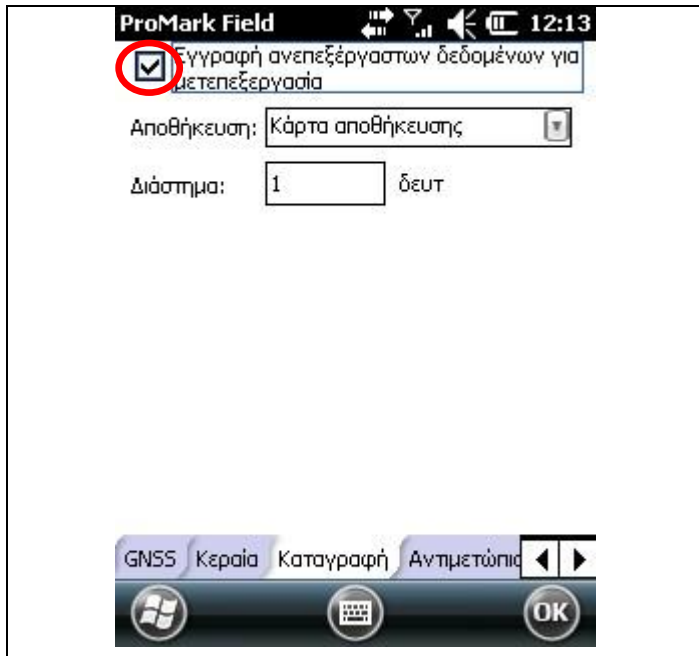 ProMark Field 12:13
Εγγραφή ανεπεξέργαστων δεδομένων για
μετεπεξεργασία
Αποθήκευση: Κάρτα αποθήκευσης
Διάστημα: 1 δευτ
GNSS Κεραία Καταγραφή Αντιμετώπισ
OK